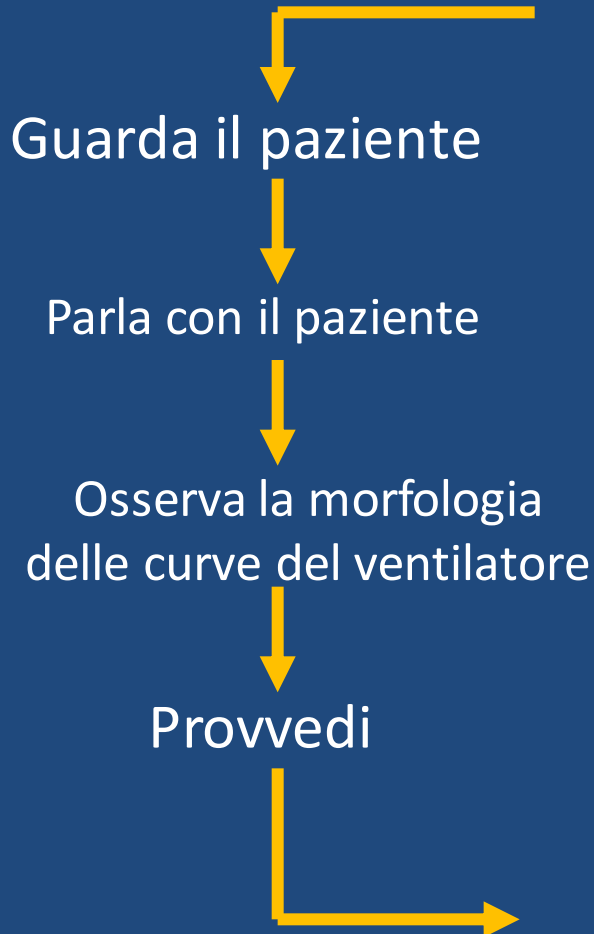 Guarda il paziente
Parla con il paziente
Osserva la morfologia
delle curve del ventilatore
Provvedi